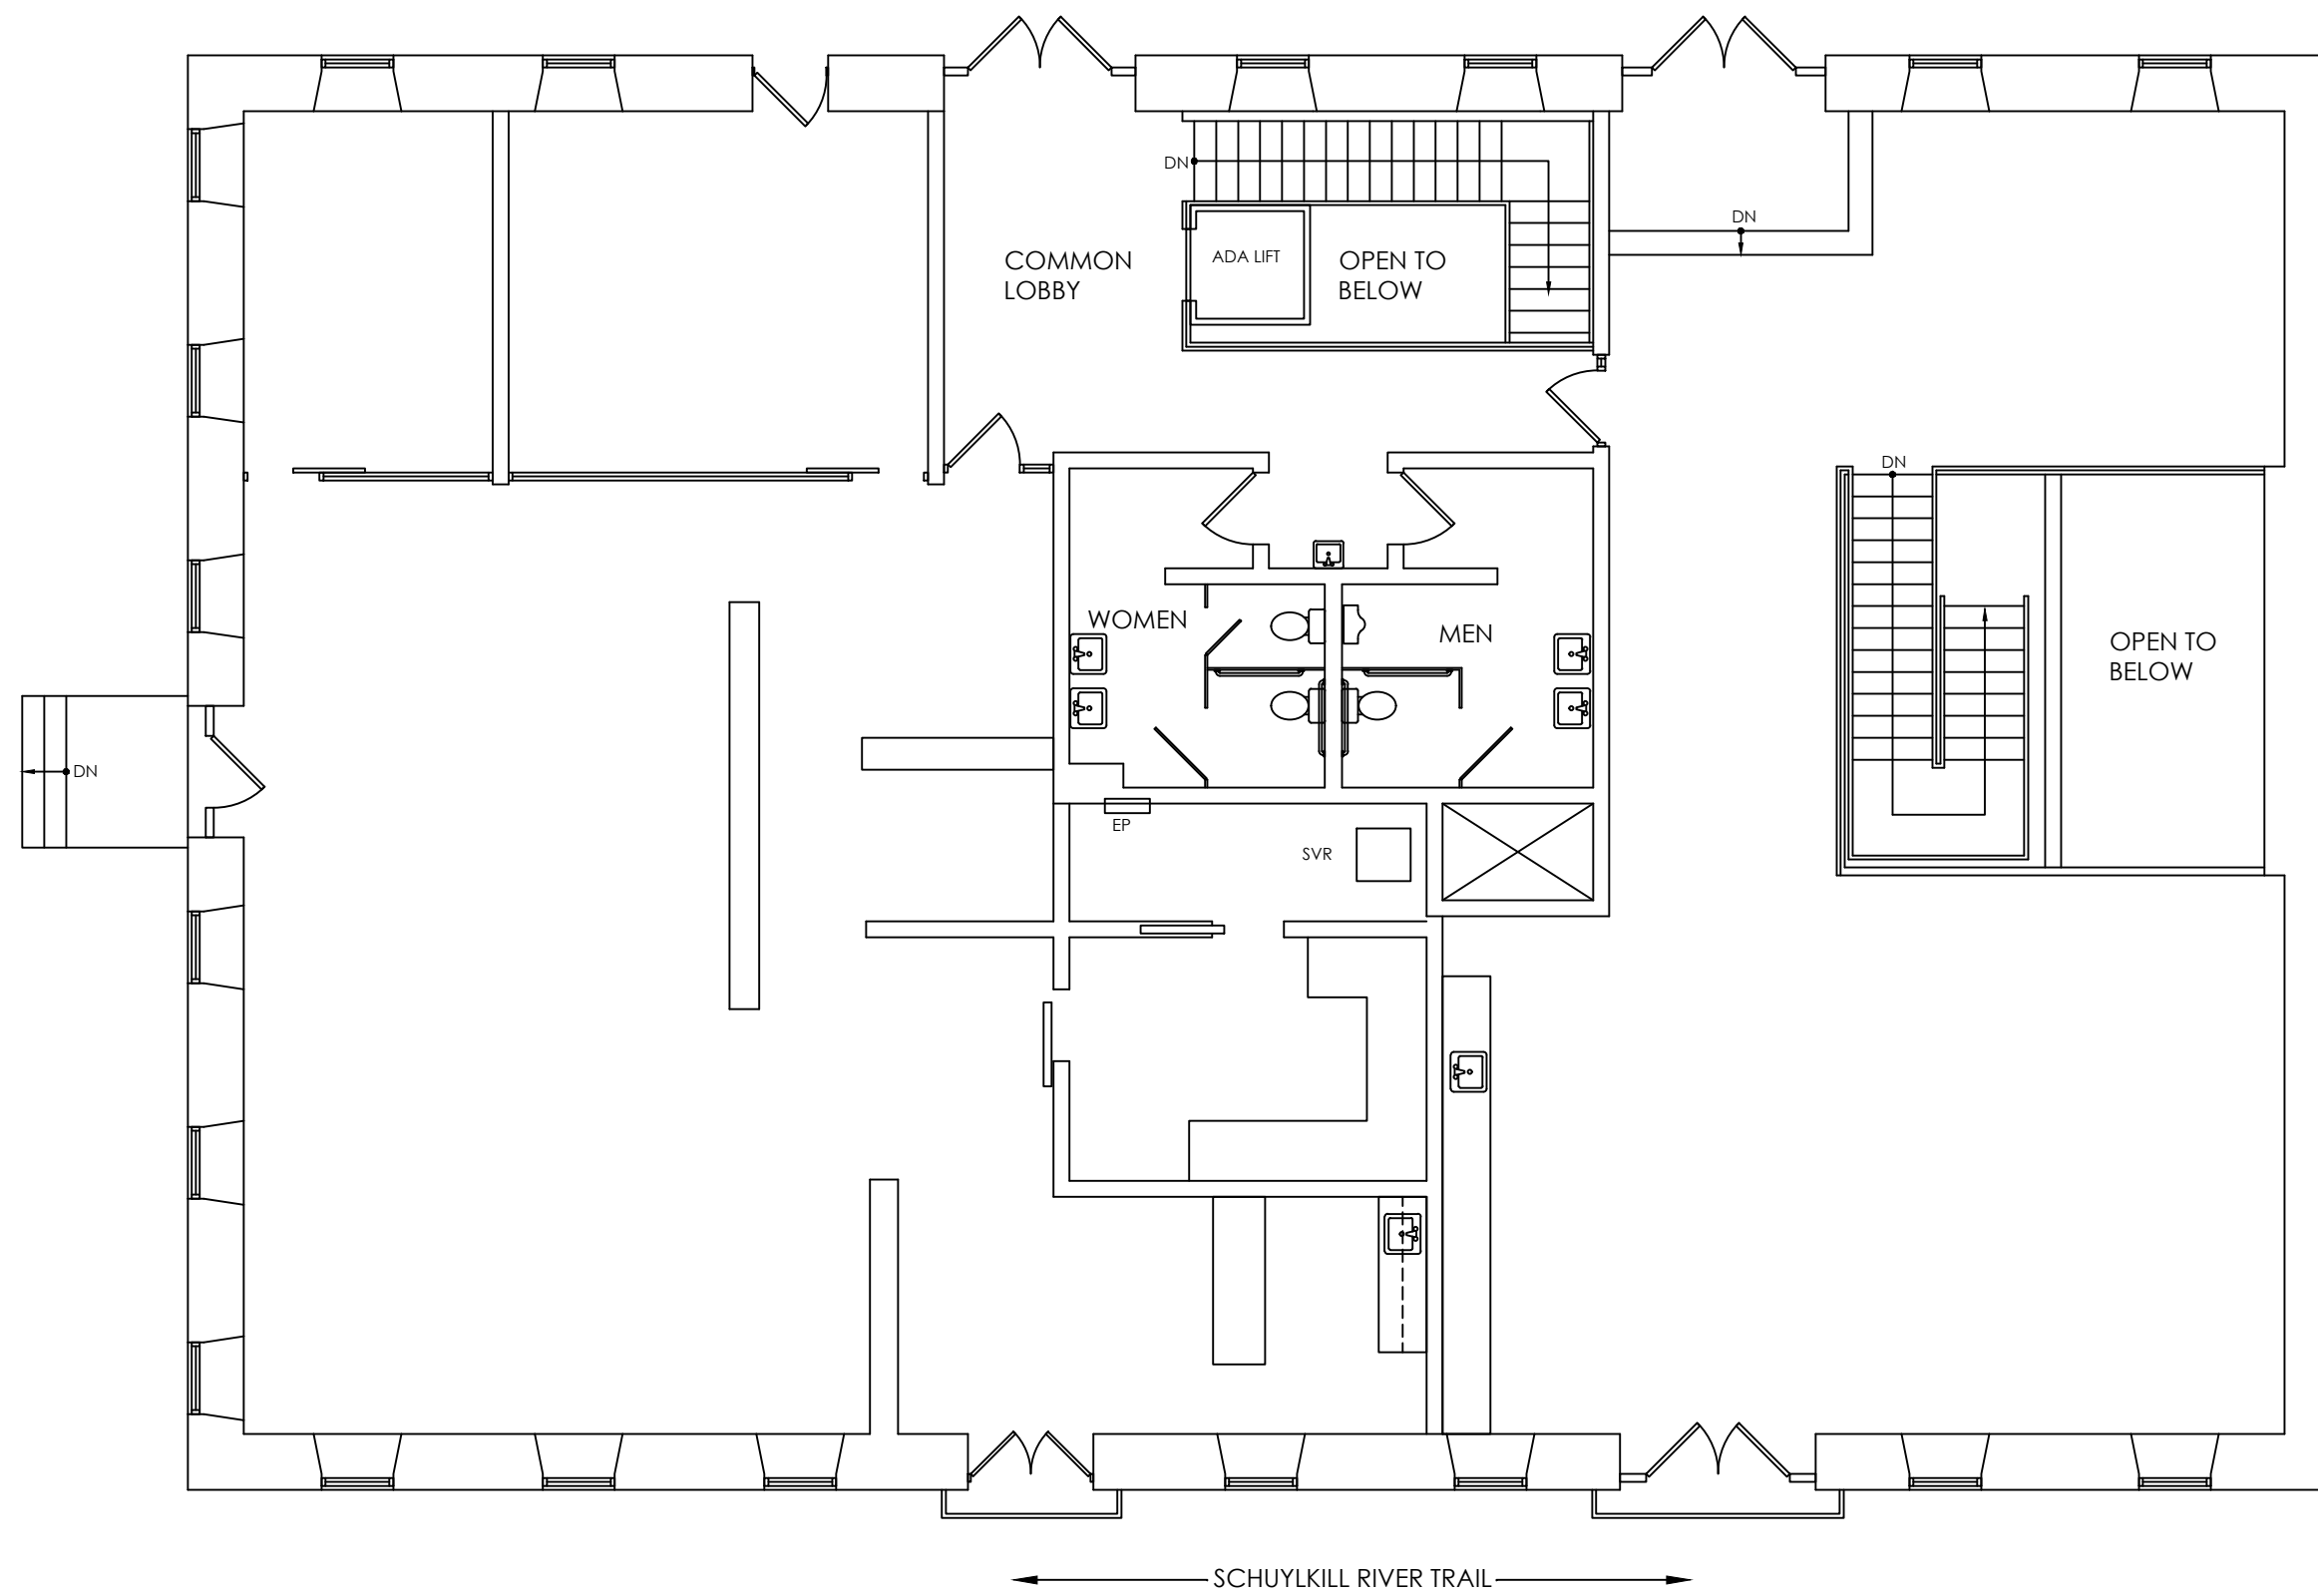 DN
DN
COMMON
LOBBY
ADA LIFT
OPEN TO
BELOW
DN
WOMEN
MEN
OPEN TO
BELOW
DN
EP
SVR
SCHUYLKILL RIVER TRAIL